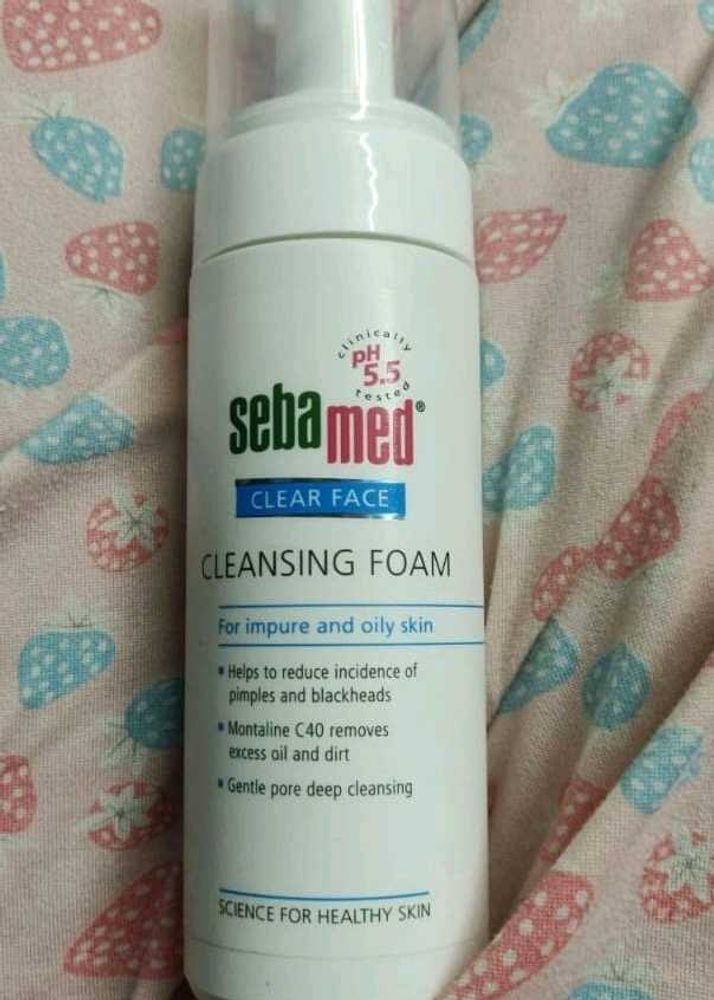 clinically
pH
5.5
tested
sebamed®
CLEAR FACE
CLEANSING FOAM
For impure and oily skin
• Helps to reduce incidence of
pimples and blackheads
• Montaline C40 removes
excess oil and dirt
• Gentle pore deep cleansing
SCIENCE FOR HEALTHY SKIN